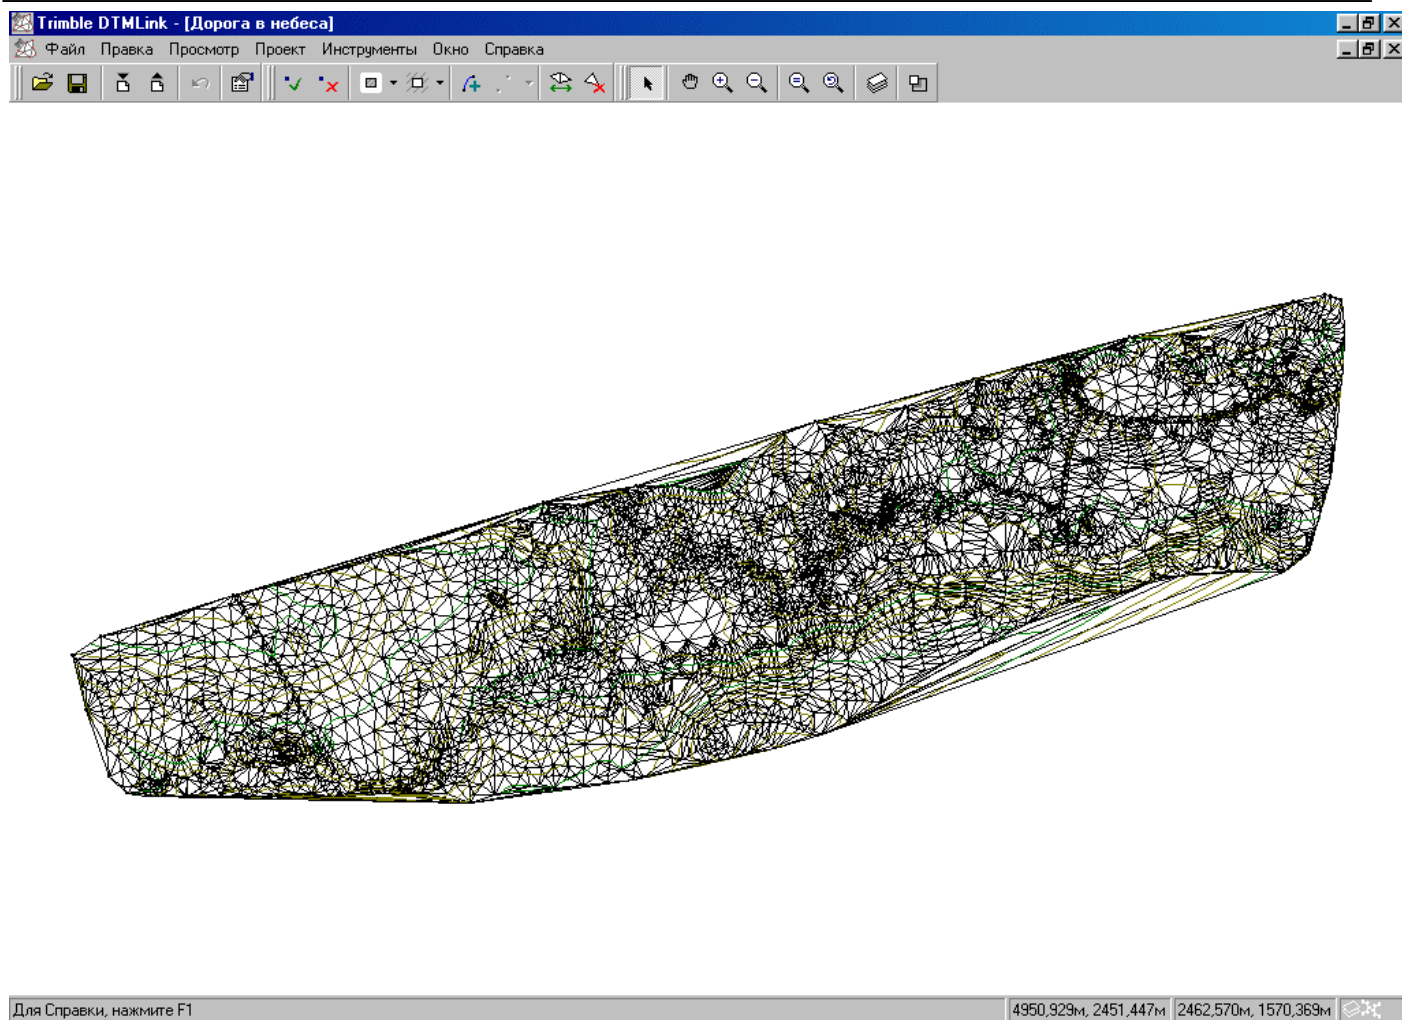 Trimble DTMLink - [Дорога в небеса]
Файл Правка Просмотр Проект Инструменты Окно Справка
Для Справки, нажмите F1 4950,929м, 2451,447м 2462,570м, 1570,369м